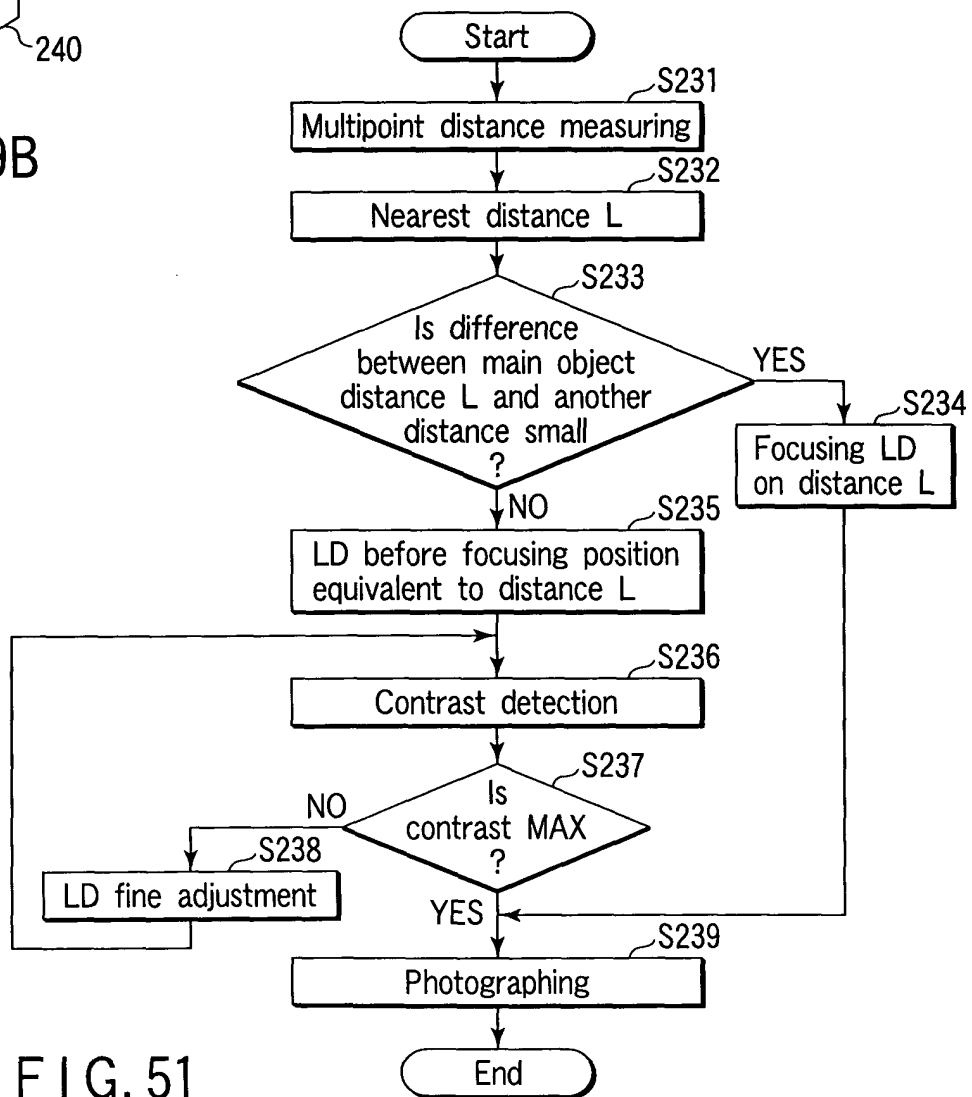 240
9B
Start
S231
Multipoint distance measuring
S232
Nearest distance L
S233
Is difference
between main object
distance L and another
distance small
?
YES
S234
Focusing LD
on distance L
NO
S235
LD before focusing position
equivalent to distance L
S236
Contrast detection
S237
Is
contrast MAX
?
NO
S238
LD fine adjustment
YES
S239
Photographing
End
FIG. 51